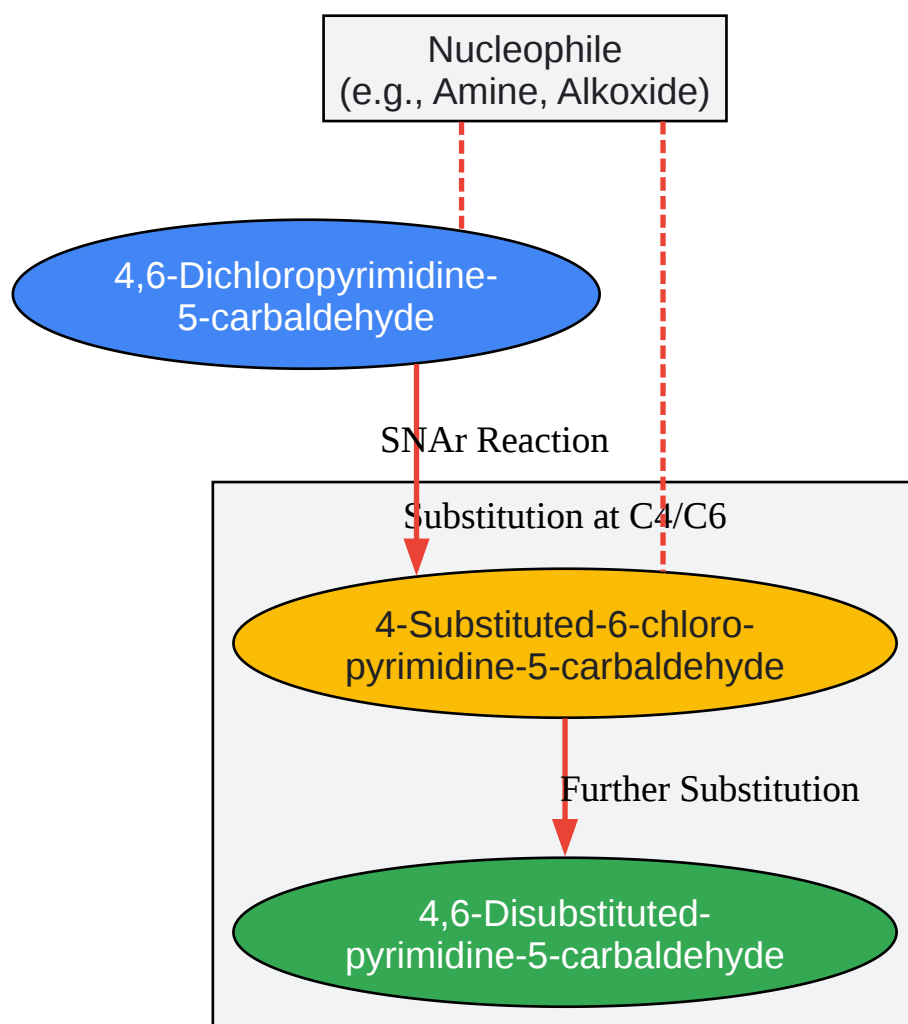 Nucleophile
(e.g., Amine, Alkoxide)
4,6-Dichloropyrimidine-
5-carbaldehyde
SNAr Reaction
Substitution at C4/C6
4-Substituted-6-chloro-
pyrimidine-5-carbaldehyde
Further Substitution
4,6-Disubstituted-
pyrimidine-5-carbaldehyde